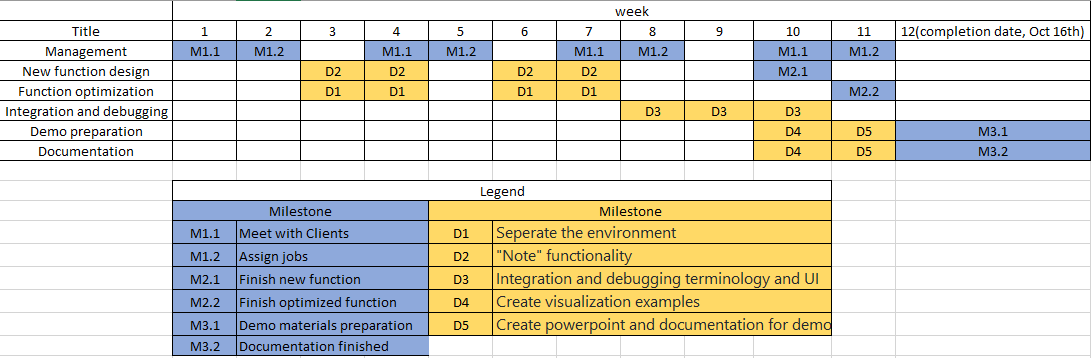 week
Title 1 2 3 4 5 6 7 8 9 10 11 12(completion date, Oct 16th)
Management M1.1 M1.2 M1.1 M1.2 M1.1 M1.2 M1.1 M1.2
New function design D2 D2 D2 D2 M2.1
Function optimization D1 D1 D1 D1 M2.2
Integration and debugging D3 D3 D3
Demo preparation D4 D5 M3.1
Documentation D4 D5 M3.2
Legend
Milestone Milestone
M1.1 Meet with Clients D1 Seperate the environment
M1.2 Assign jobs D2 "Note" functionality
M2.1 Finish new function D3 Integration and debugging terminology and UI
M2.2 Finish optimized function D4 Create visualization examples
M3.1 Demo materials preparation D5 Create powerpoint and documentation for demo
M3.2 Documentation finished